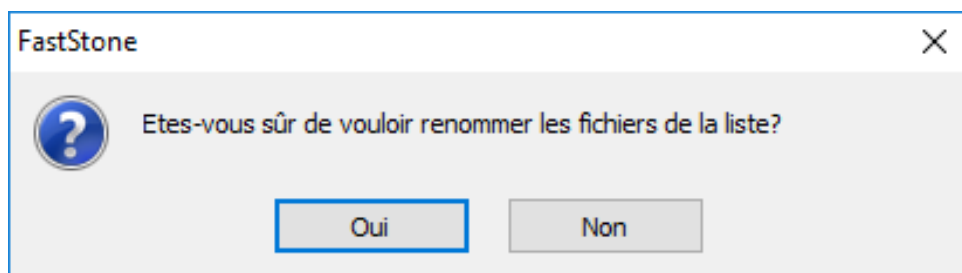 FastStone
Etes-vous sûr de vouloir renommer les fichiers de la liste?
Oui
Non